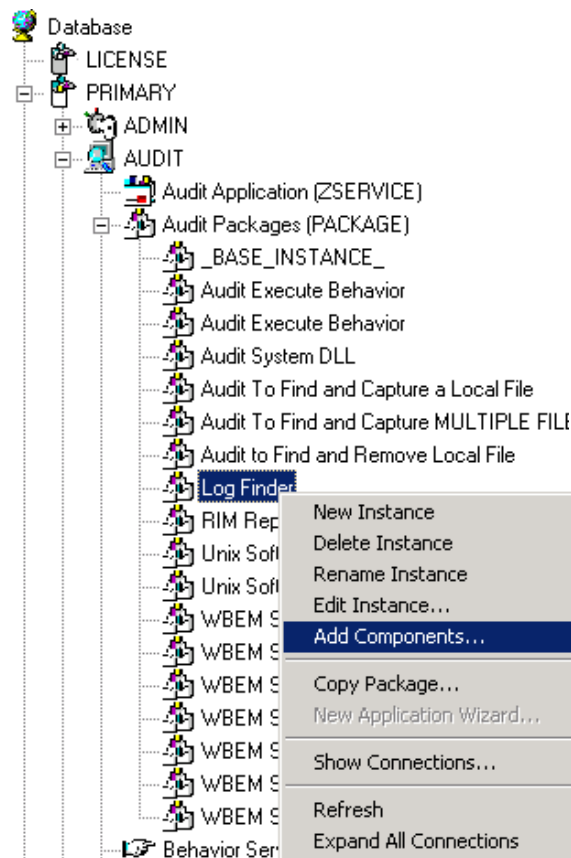 Database
LICENSE
PRIMARY
ADMIN
AUDIT
Audit Application (ZSERVICE)
Audit Packages (PACKAGE)
_BASE_INSTANCE_
Audit Execute Behavior
Audit Execute Behavior
Audit System DLL
Audit To Find and Capture a Local File
Audit To Find and Capture MULTIPLE FILE
Audit to Find and Remove Local File
Log Finder
RIM Rep
Unix Soft
Unix Soft
WBEM S
WBEM S
WBEM S
WBEM S
WBEM S
WBEM S
WBEM S
Behavior Ser
New Instance
Delete Instance
Rename Instance
Edit Instance...
Add Components...
Copy Package...
New Application Wizard...
Show Connections...
Refresh
Expand All Connections